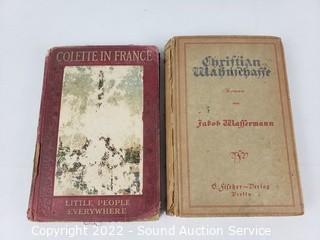 COLETTE IN FRANCE
LITTLE PEOPLE
EVERYWHERE
Christian
Wahnschaffe
Roman
von
Jakob Wassermann
S. Fischer-Verlag
Berlin
Copyright 2022 - Sound Auction Service